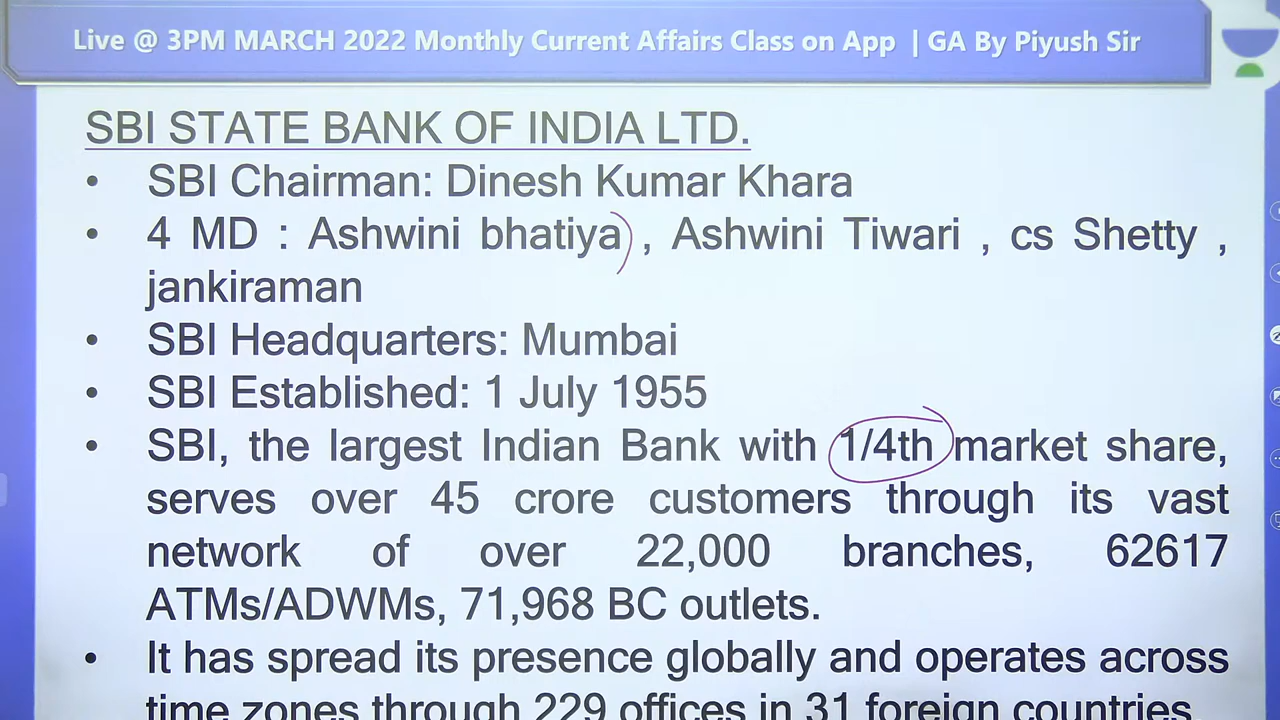 Live @ 3PM MARCH 2022 Monthly Current Affairs Class on App | GA By Piyush Sir
SBI STATE BANK OF INDIA LTD.
• SBI Chairman: Dinesh Kumar Khara
• 4 MD : Ashwini bhatiya , Ashwini Tiwari , cs Shetty ,
jankiraman
• SBI Headquarters: Mumbai
• SBI Established: 1 July 1955
• SBI, the largest Indian Bank with 1/4th market share,
serves over 45 crore customers through its vast
network of over 22,000 branches, 62617
ATMs/ADWMs, 71,968 BC outlets.
• It has spread its presence globally and operates across
time zones through 229 offices in 31 foreign countries